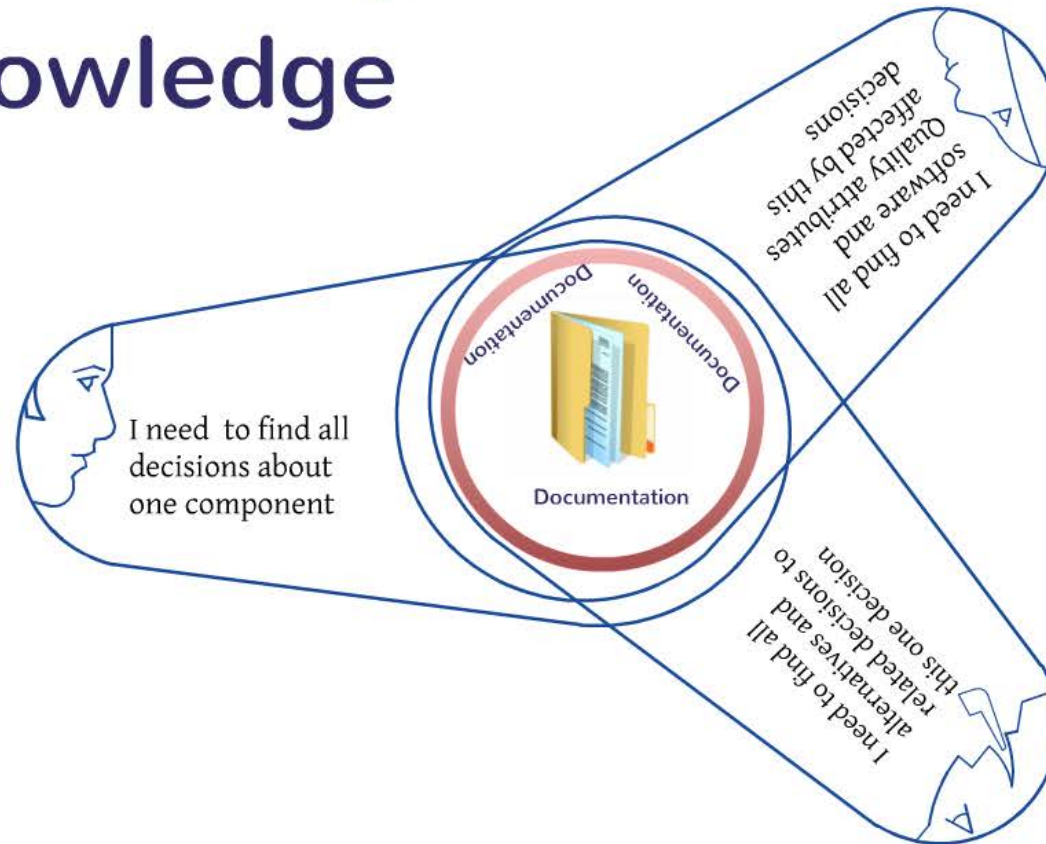 owledge
I need to find all
software and
Quality attributes
affected by this
decisions
Documentation
Documentation
I need to find all
decisions about
one component
Documentation
I need to find all
alternatives and
related decisions to
this one decision